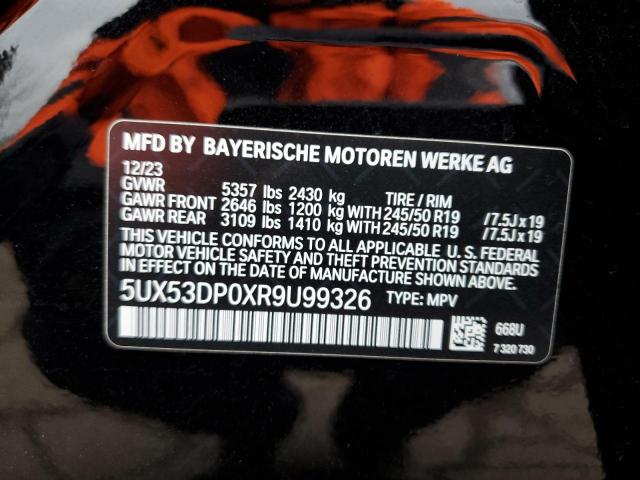 MFD BY BAYERISCHE MOTOREN WERKE AG
12/23
GVWR 5357 lbs 2430 kg TIRE / RIM
GAWR FRONT 2646 lbs 1200 kg WITH 245/50 R19 /7.5J x 19
GAWR REAR 3109 lbs 1410 kg WITH 245/50 R19 /7.5J x 19
THIS VEHICLE CONFORMS TO ALL APPLICABLE U. S. FEDERAL
MOTOR VEHICLE SAFETY AND THEFT PREVENTION STANDARDS
IN EFFECT ON THE DATE OF MANUFACTURE SHOWN ABOVE.
5UX53DP0XR9U99326 TYPE: MPV
668U
7 320 730